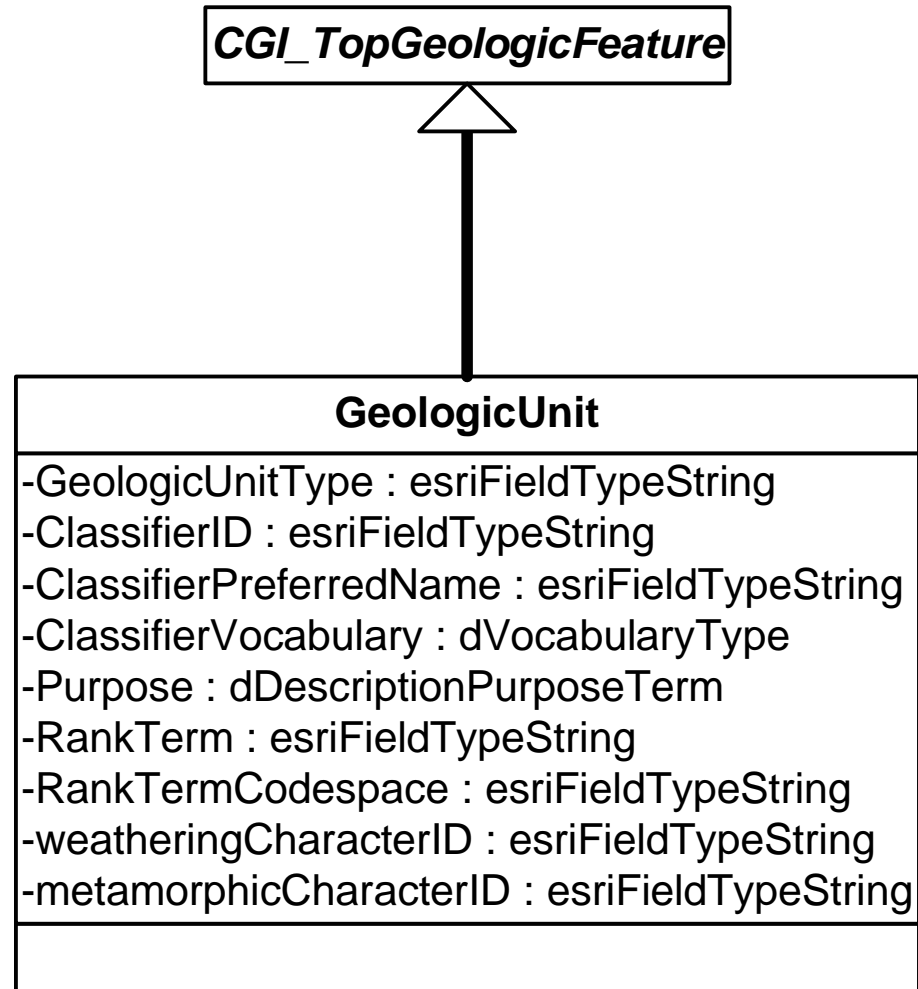 CGI_TopGeologicFeature
GeologicUnit
-GeologicUnitType : esriFieldTypeString
-ClassifierID : esriFieldTypeString
-ClassifierPreferredName : esriFieldTypeString
-ClassifierVocabulary : dVocabularyType
-Purpose : dDescriptionPurposeTerm
-RankTerm : esriFieldTypeString
-RankTermCodespace : esriFieldTypeString
-weatheringCharacterID : esriFieldTypeString
-metamorphicCharacterID : esriFieldTypeString